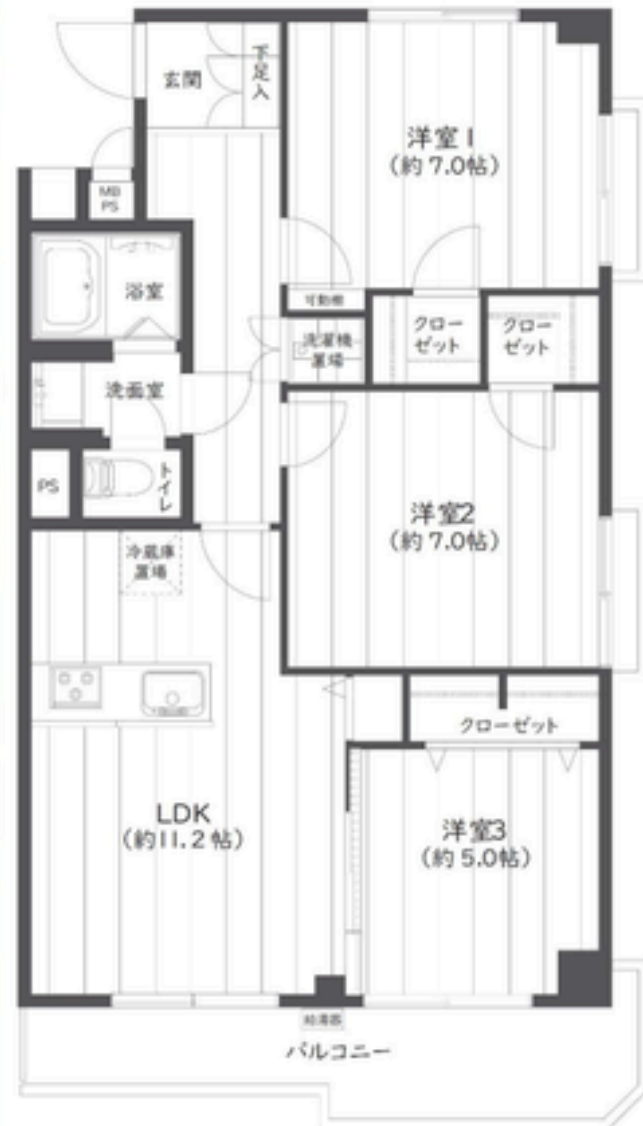 玄関
下足入
洋室1
(約 7.0帖)
MB
PS
浴室
可動棚
洗濯機
置場
クロー
ゼット
クロー
ゼット
洗面室
PS
トイレ
洋室2
(約 7.0帖)
冷蔵庫
置場
クローゼット
LDK
(約11.2帖)
洋室3
(約 5.0帖)
給湯器
バルコニー